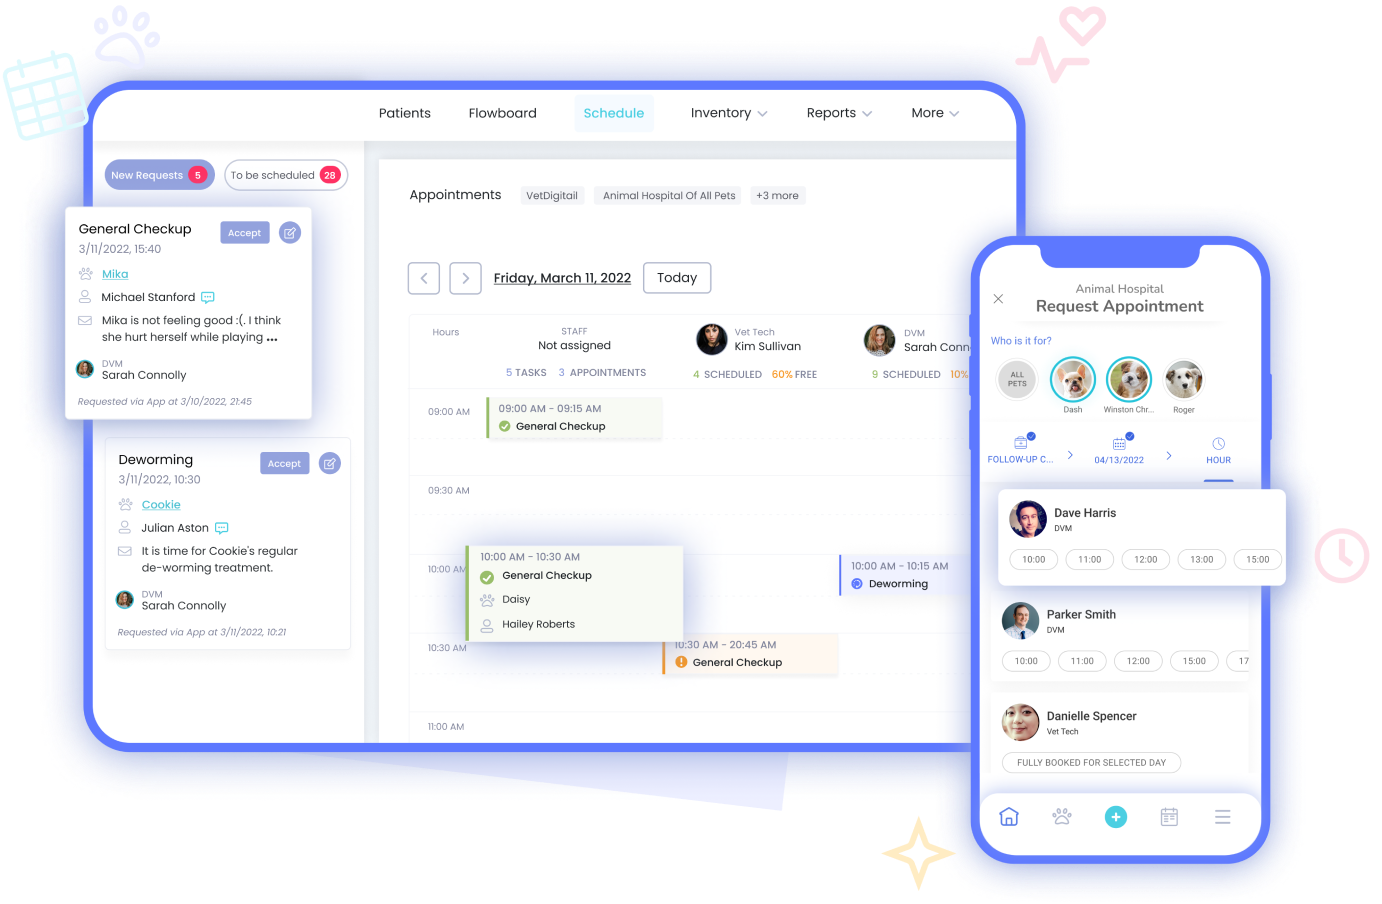 Patients
Flowboard
Schedule
Inventory
Reports
More
New Requests 5
To be scheduled 28
General Checkup
Accept
3/11/2022, 15:40
Mika
Michael Stanford
Mika is not feeling good :(. I think
she hurt herself while playing ...
DVM
Sarah Connolly
Requested via App at 3/10/2022, 21:45
Deworming
Accept
3/11/2022, 10:30
Cookie
Julian Aston
It is time for Cookie's regular
de-worming treatment.
DVM
Sarah Connolly
Requested via App at 3/11/2022, 10:21
Appointments
VetDigitail
Animal Hospital Of All Pets
+3 more
Friday, March 11, 2022
Today
Hours
STAFF
Not assigned
5 TASKS 3 APPOINTMENTS
Vet Tech
Kim Sullivan
4 SCHEDULED 60% FREE
DVM
Sarah Conn
9 SCHEDULED 10%
09:00 AM
09:00 AM - 09:15 AM
General Checkup
09:30 AM
10:00 AM
10:00 AM - 10:30 AM
General Checkup
Daisy
Hailey Roberts
10:00 AM - 10:15 AM
Deworming
10:30 AM
10:30 AM - 20:45 AM
General Checkup
11:00 AM
Animal Hospital
Request Appointment
Who is it for?
ALL
PETS
Dash
Winston Chr...
Roger
FOLLOW-UP C...
04/13/2022
HOUR
Dave Harris
DVM
10:00
11:00
12:00
13:00
15:00
Parker Smith
DVM
10:00
11:00
12:00
15:00
17
Danielle Spencer
Vet Tech
FULLY BOOKED FOR SELECTED DAY